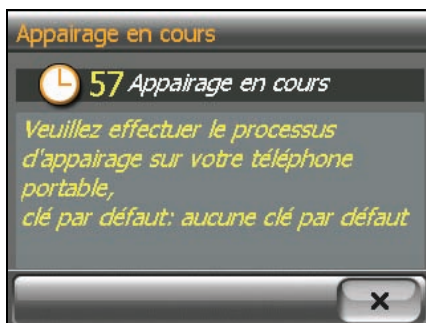 Appairage en cours
57 Appairage en cours
Veuillez effectuer le processus
d'appairage sur votre téléphone
portable,
clé par défaut: aucune clé par défaut